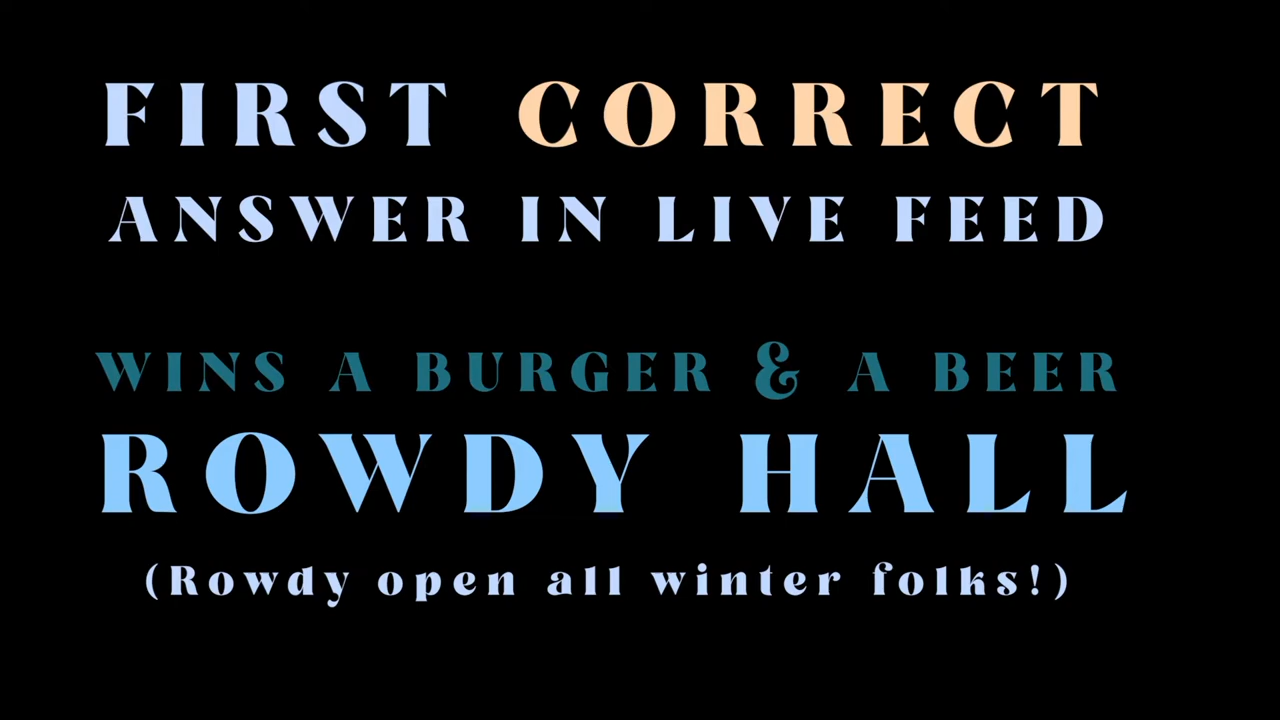 FIRST CORRECT
ANSWER IN LIVE FEED
WINS A BURGER & A BEER
ROWDY HALL
(Rowdy open all winter folks!)